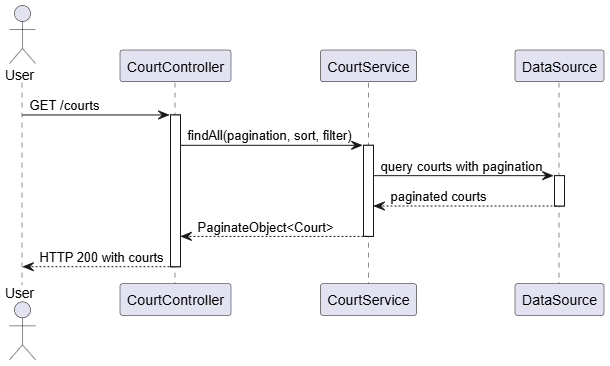 User
CourtController
CourtService
DataSource
GET /courts
findAll(pagination, sort, filter)
query courts with pagination
paginated courts
PaginateObject<Court>
HTTP 200 with courts
User
CourtController
CourtService
DataSource